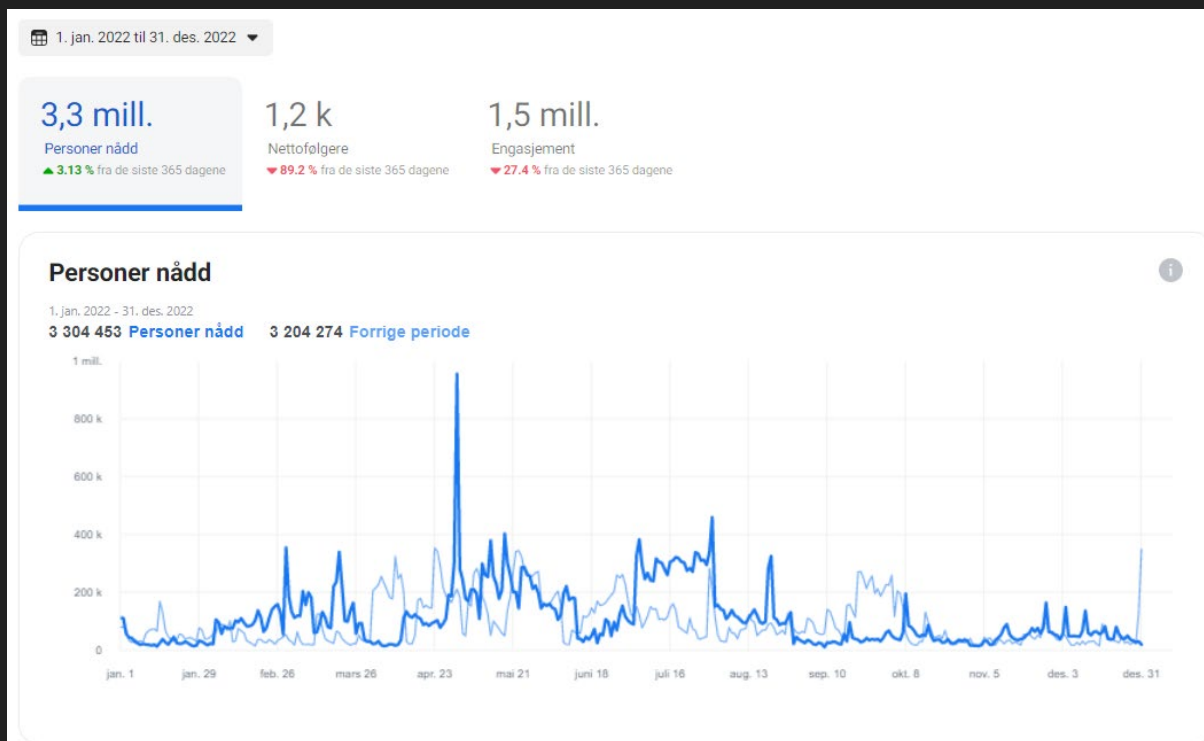 1. jan. 2022 til 31. des. 2022
3,3 mill.
1,2 k
1,5 mill.
Personer nådd
Nettofølgere
Engasjement
3.13 % fra de siste 365 dagene
89.2 % fra de siste 365 dagene
27.4 % fra de siste 365 dagene
Personer nådd
1. jan. 2022 - 31. des. 2022
3 304 453 Personer nådd 3 204 274 Forrige periode
1 mill.
800 k
600 k
400 k
200 k
0
jan. 1 jan. 29 feb. 26 mars 26 apr. 23 mai 21 juni 18 juli 16 aug. 13 sep. 10 okt. 8 nov. 5 des. 3 des. 31